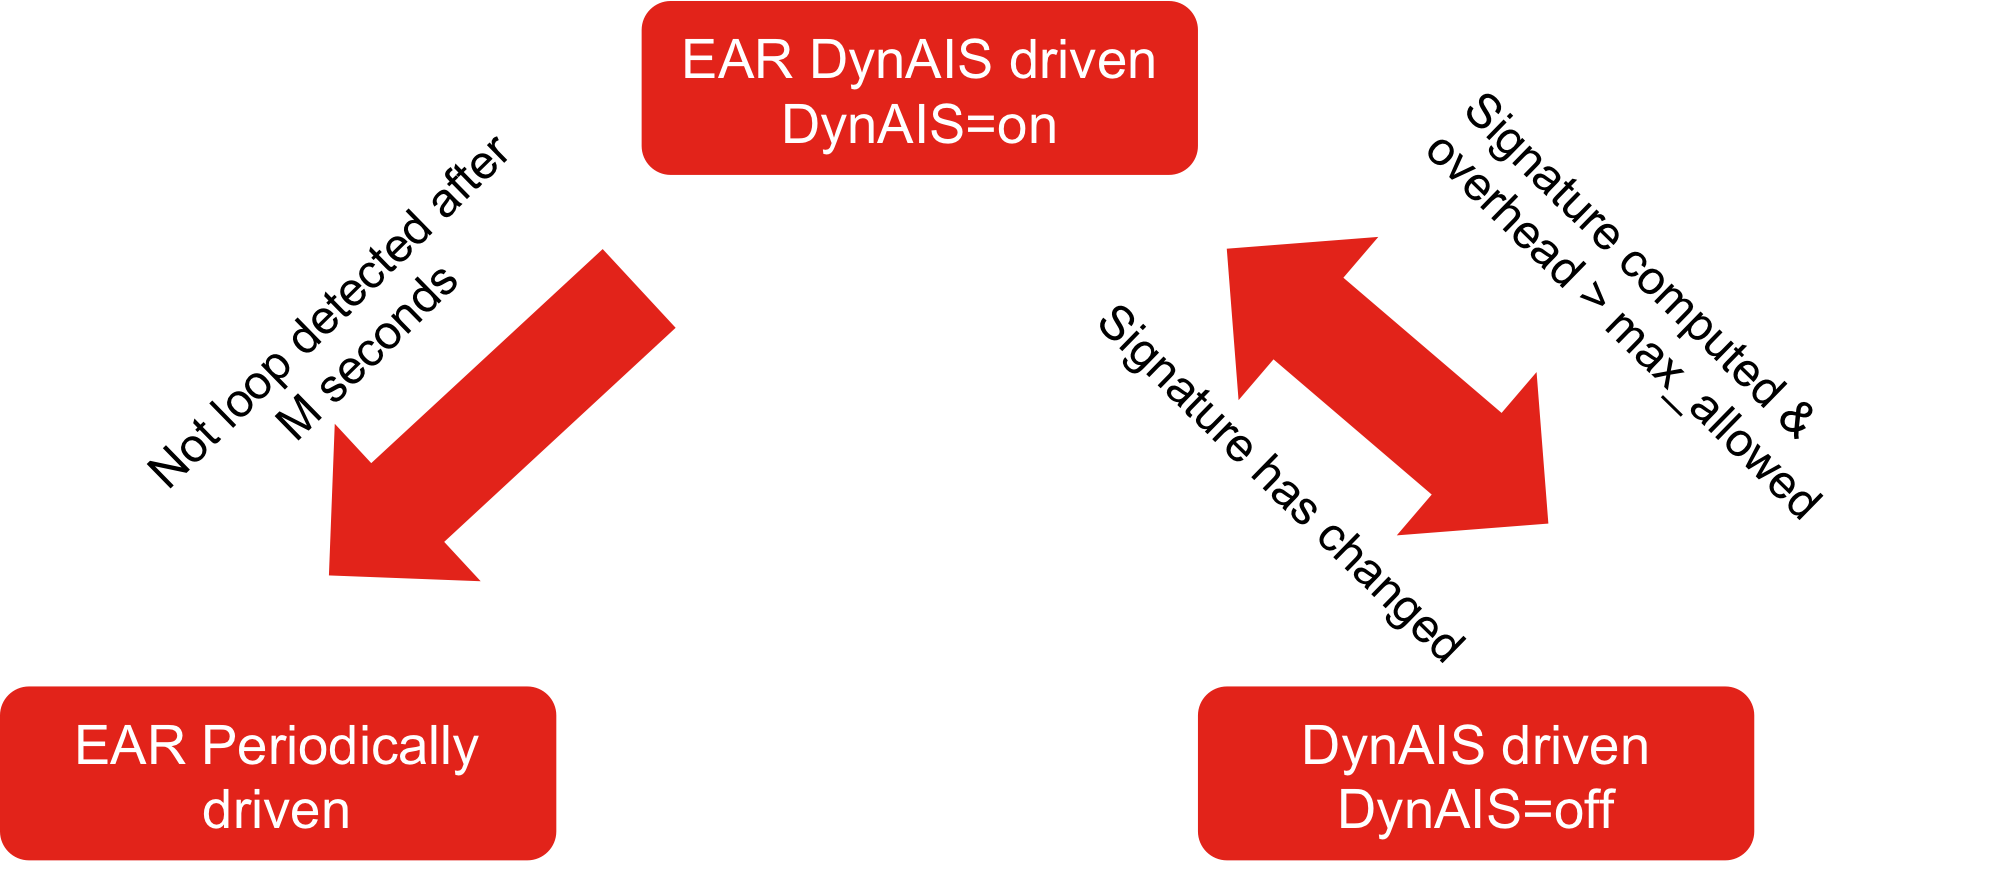 EAR DynAIS driven
DynAIS=on
Not loop detected after
M seconds
Signature computed &
overhead > max_allowed
Signature has changed
EAR Periodically
driven
DynAIS driven
DynAIS=off